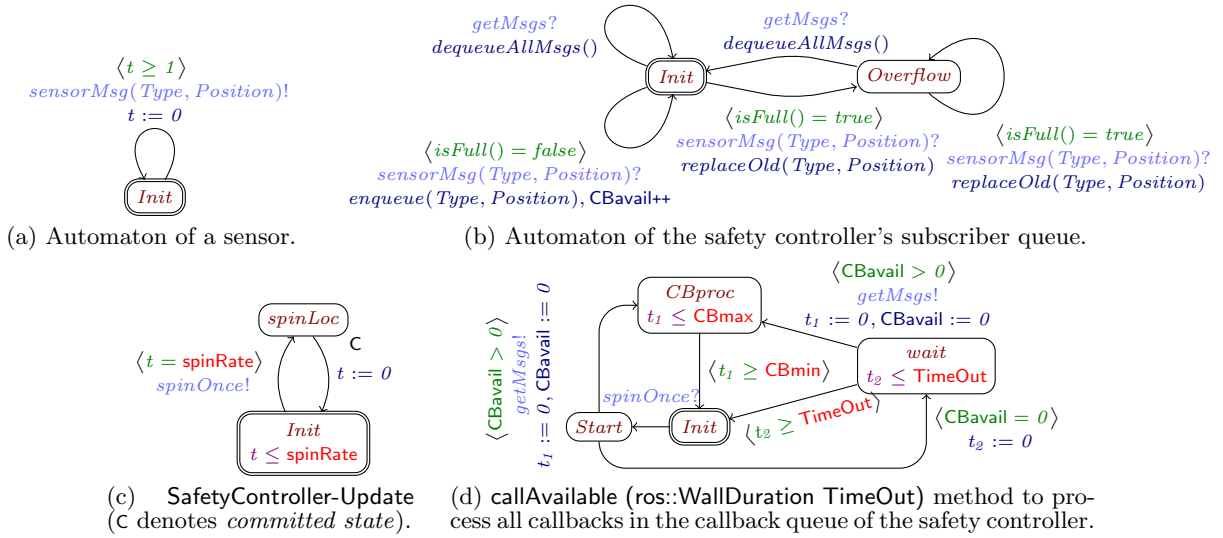 ⟨t ≥ 1⟩
sensorMsg(Type, Position)!
t := 0
Init
(a) Automaton of a sensor.
getMsgs?
dequeueAllMsgs()
getMsgs?
dequeueAllMsgs()
Init
Overflow
⟨isFull() = false⟩
sensorMsg(Type, Position)?
enqueue(Type, Position), CBavail++
⟨isFull() = true⟩
sensorMsg(Type, Position)?
replaceOld(Type, Position)
⟨isFull() = true⟩
sensorMsg(Type, Position)?
replaceOld(Type, Position)
(b) Automaton of the safety controller's subscriber queue.
spinLoc
C
⟨t = spinRate⟩
spinOnce!
t := 0
Init
t ≤ spinRate
(c) SafetyController-Update
(C denotes committed state).
⟨CBavail > 0⟩
getMsgs!
t₁ := 0, CBavail := 0
CBproc
t₁ ≤ CBmax
⟨CBavail > 0⟩
getMsgs!
t₁ := 0, CBavail := 0
wait
t₂ ≤ TimeOut
⟨t₁ ≥ CBmin⟩
spinOnce?
Start
Init
⟨t₂ ≥ TimeOut⟩
⟨CBavail = 0⟩
t₂ := 0
(d) callAvailable (ros::WallDuration TimeOut) method to pro-
cess all callbacks in the callback queue of the safety controller.